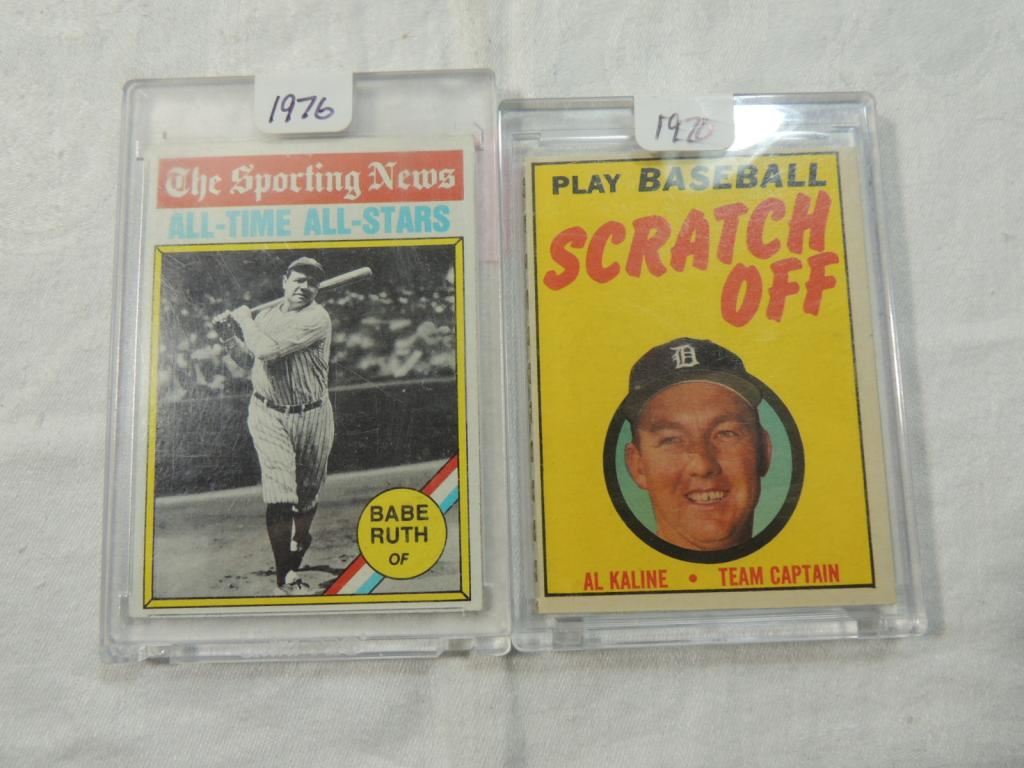 1976
The Sporting News
ALL-TIME ALL-STARS
BABE
RUTH
OF
1970
PLAY BASEBALL
SCRATCH
OFF
D
AL KALINE • TEAM CAPTAIN